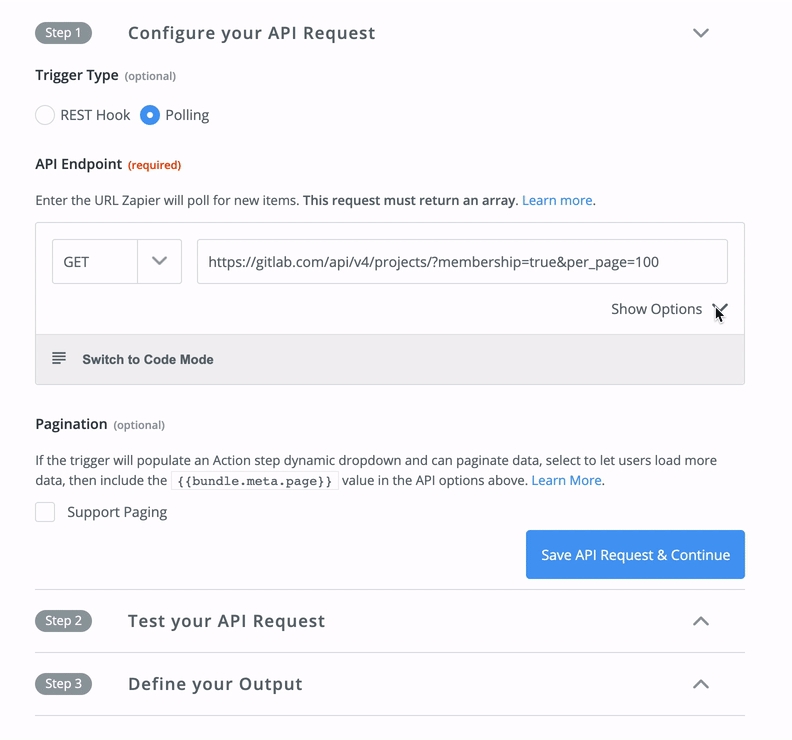 Step 1 Configure your API Request
Trigger Type (optional)
REST Hook Polling
API Endpoint (required)
Enter the URL Zapier will poll for new items. This request must return an array. Learn more.
GET https://gitlab.com/api/v4/projects/?membership=true&per_page=100
Show Options
Switch to Code Mode
Pagination (optional)
If the trigger will populate an Action step dynamic dropdown and can paginate data, select to let users load more
data, then include the {{bundle.meta.page}} value in the API options above. Learn More.
Support Paging
Save API Request & Continue
Step 2 Test your API Request
Step 3 Define your Output